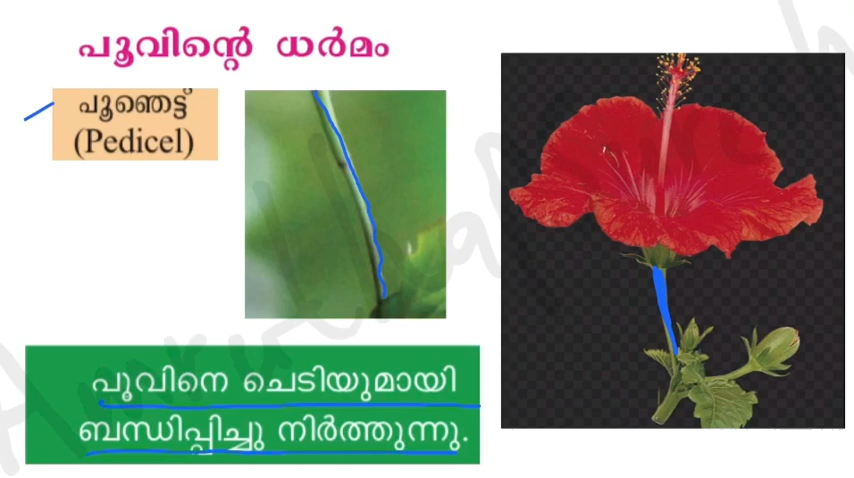 പൂവിന്റെ ധർമം
പൂഞെട്ട്
(Pedicel)
പൂവിനെ ചെടിയുമായി
ബന്ധിപ്പിച്ചു നിർത്തുന്നു.